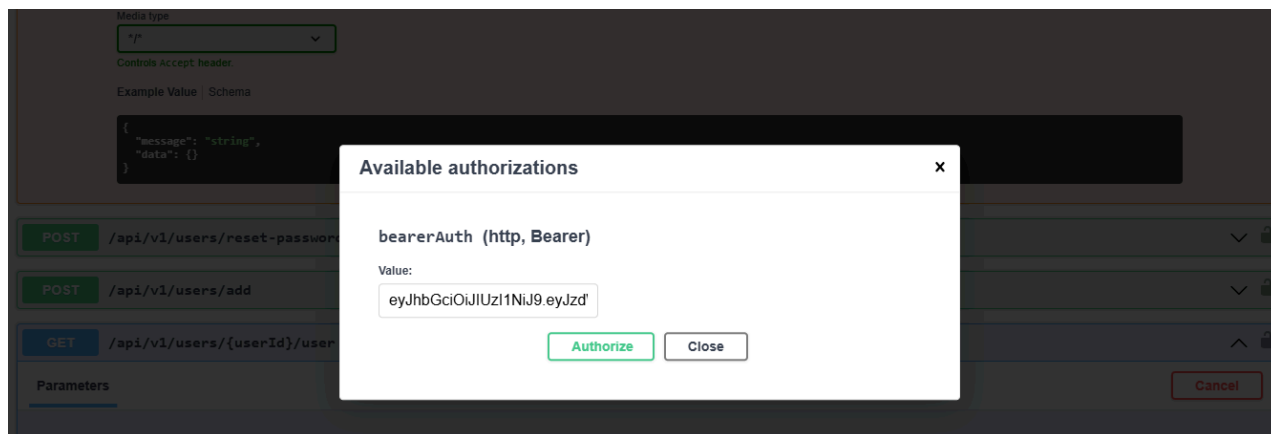 Media type
*/*
Controls Accept header.
Example Value | Schema
{
"message": "string",
"data": {}
}
Available authorizations
x
POST /api/v1/users/reset-password
bearerAuth (http, Bearer)
Value:
POST /api/v1/users/add
eyJhbGciOiJIUzI1NiJ9.eyJzd
GET /api/v1/users/{userId}/user
Authorize
Close
Parameters
Cancel